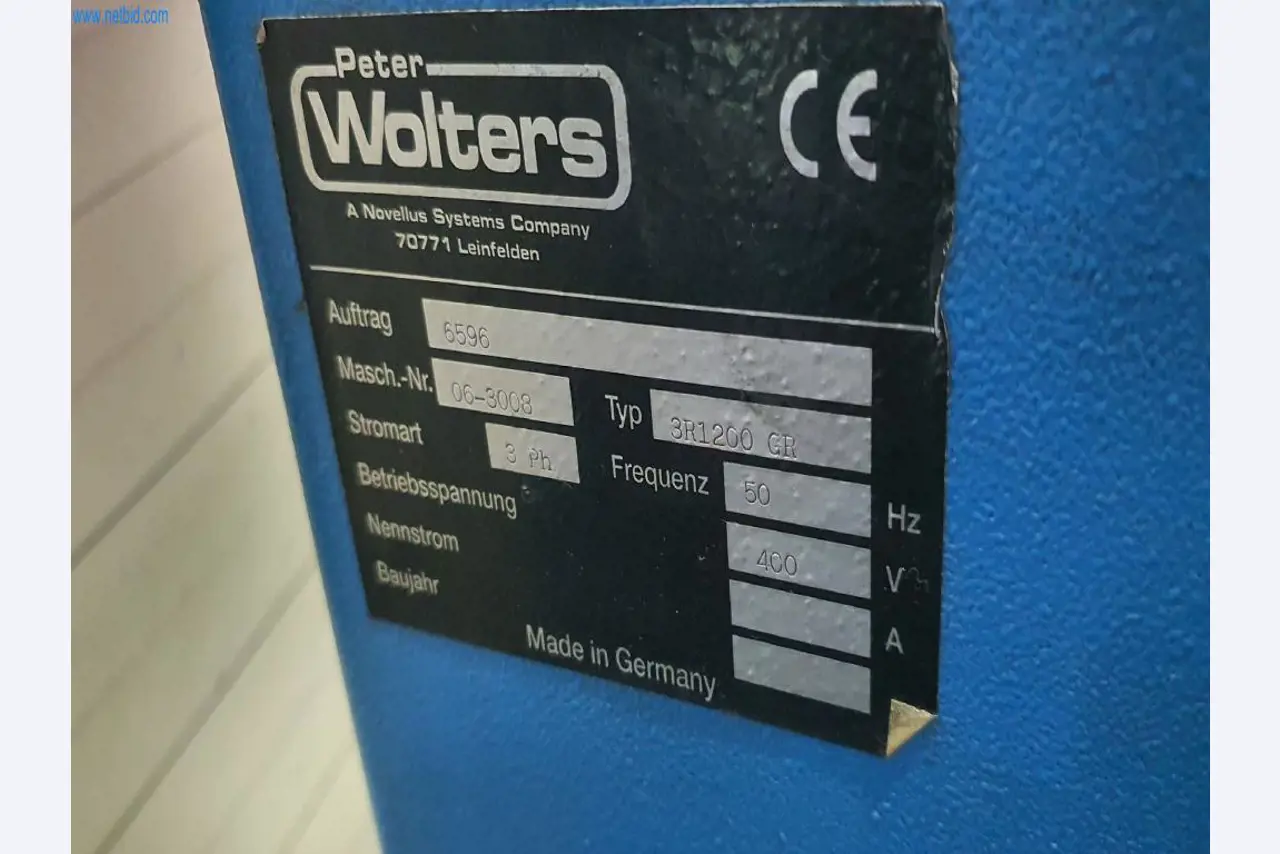 www.netbid.com
Peter
Wolters
CE
A Novellus Systems Company
70771 Leinfelden
Auftrag 6596
Masch.-Nr. 06-3008 Typ 3R1200 GR
Stromart 3 Ph Frequenz 50 Hz
Betriebsspannung 400 V
Nennstrom A
Baujahr
Made in Germany